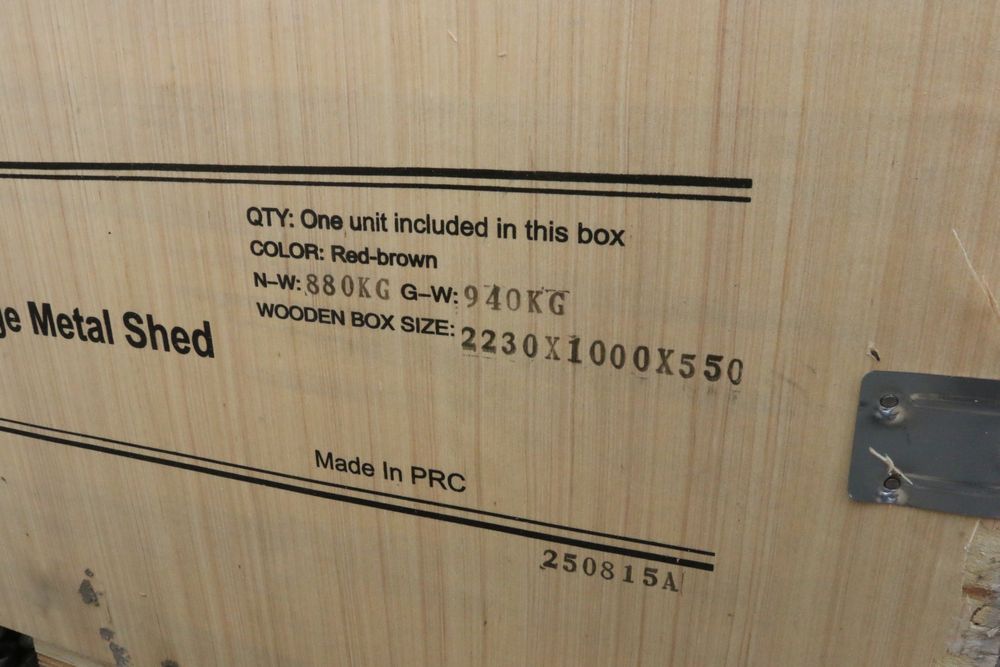 QTY: One unit included in this box
COLOR: Red-brown
N-W: 880KG G-W: 940KG
WOODEN BOX SIZE: 2230X1000X550
Metal Shed
Made In PRC
250815A